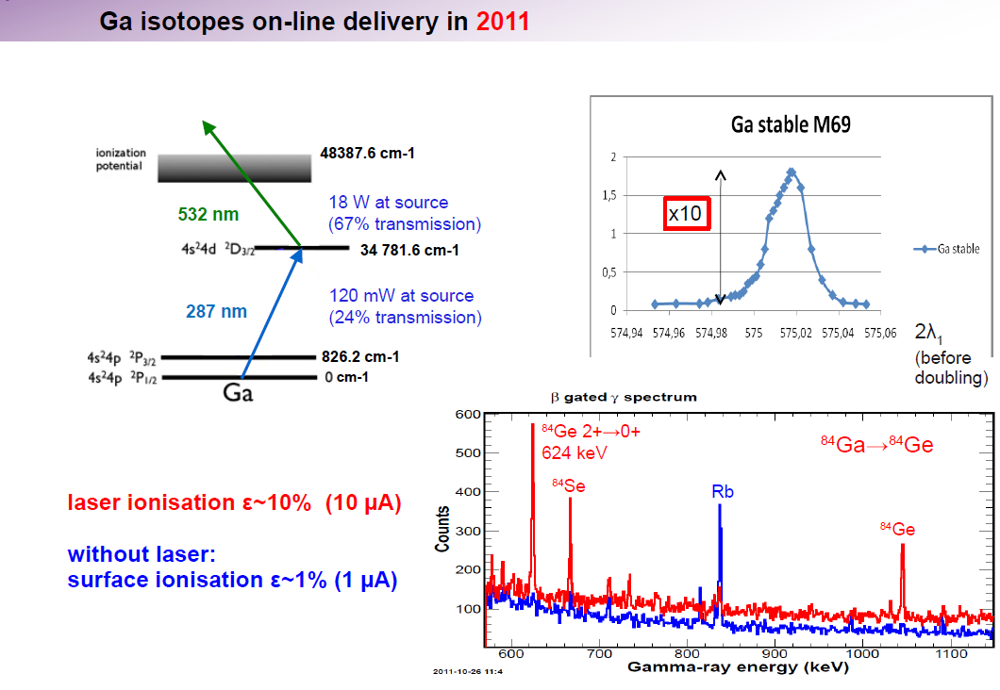 Ga isotopes on-line delivery in 2011
ionization
potential
48387.6 cm-1
532 nm
18 W at source
(67% transmission)
4s²4d ²D3/2
34 781.6 cm-1
287 nm
120 mW at source
(24% transmission)
4s²4p ²P3/2
826.2 cm-1
4s²4p ²P1/2
0 cm-1
Ga
Ga stable M69
2
1,5
1
0,5
0
x10
Ga stable
574,94 574,96 574,98 575 575,02 575,04 575,06
2λ₁
(before
doubling)
laser ionisation ε~10% (10 µA)
without laser:
surface ionisation ε~1% (1 µA)
β gated γ spectrum
600
500
400
300
200
100
Counts
⁸⁴Ge 2+→0+
624 keV
⁸⁴Ga→⁸⁴Ge
⁸⁴Se
Rb
⁸⁴Ge
600 700 800 900 1000 1100
Gamma-ray energy (keV)
2011-10-26 11:4